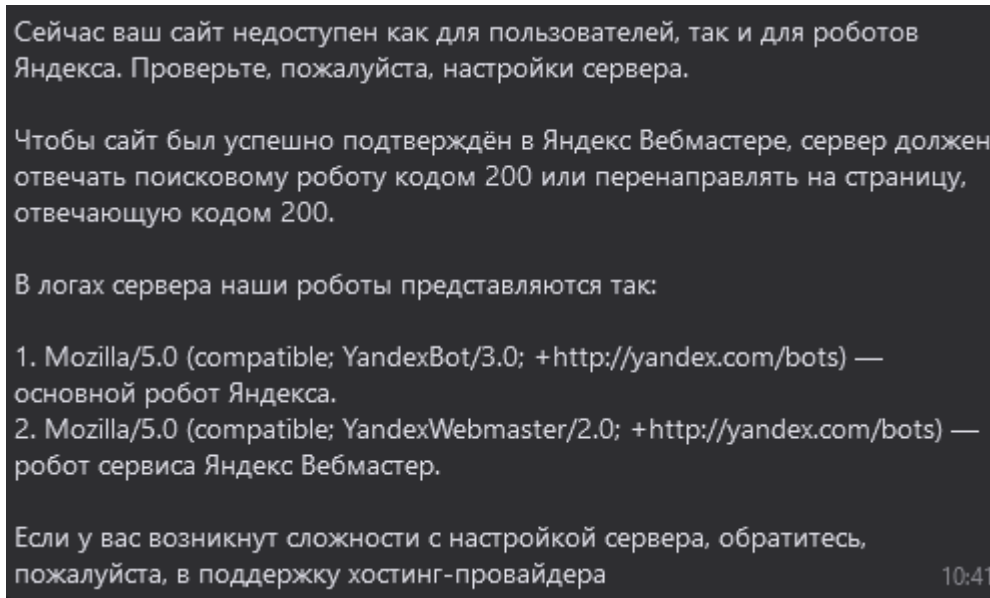 Сейчас ваш сайт недоступен как для пользователей, так и для роботов
Яндекса. Проверьте, пожалуйста, настройки сервера.
Чтобы сайт был успешно подтверждён в Яндекс Вебмастере, сервер должен
отвечать поисковому роботу кодом 200 или перенаправлять на страницу,
отвечающую кодом 200.
В логах сервера наши роботы представляются так:
1. Mozilla/5.0 (compatible; YandexBot/3.0; +http://yandex.com/bots) —
основной робот Яндекса.
2. Mozilla/5.0 (compatible; YandexWebmaster/2.0; +http://yandex.com/bots) —
робот сервиса Яндекс Вебмастер.
Если у вас возникнут сложности с настройкой сервера, обратитесь,
пожалуйста, в поддержку хостинг-провайдера
10:41